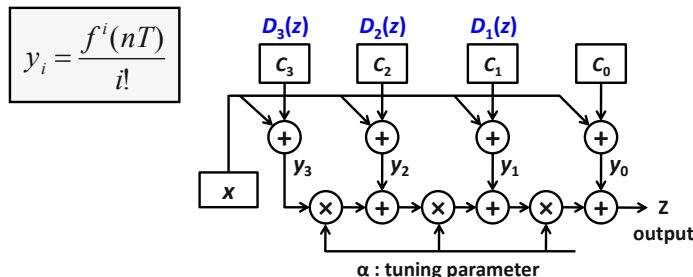 y_i = f^i(nT) / i!
D₃(z) D₂(z) D₁(z)
C₃ C₂ C₁ C₀
+ + + +
y₃ y₂ y₁ y₀
x
× + × + × + Z
output
α : tuning parameter